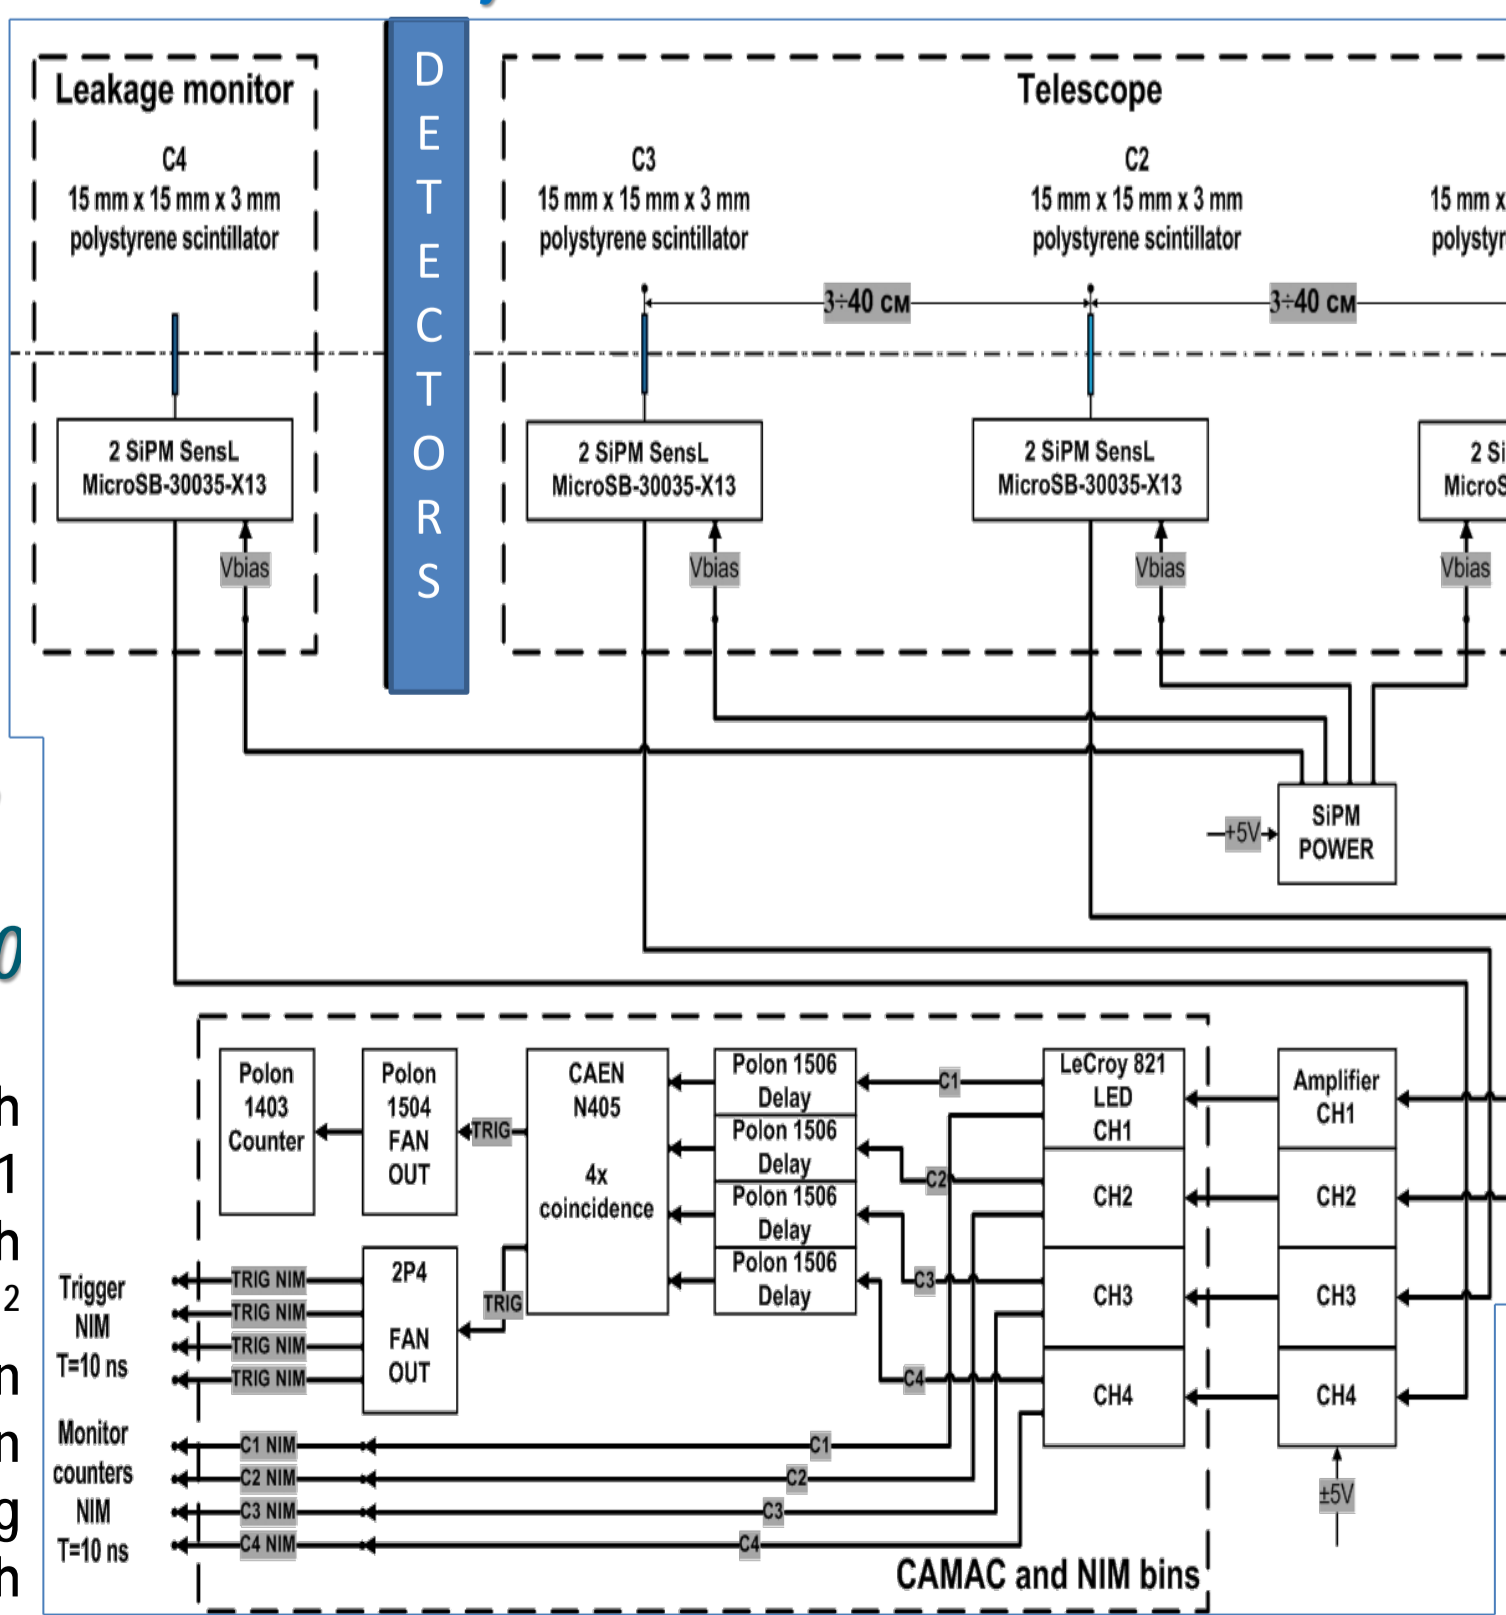 Leakage monitor
C4
15 mm x 15 mm x 3 mm
polystyrene scintillator
2 SiPM SensL
MicroSB-30035-X13
Vbias
DETECTORS
Telescope
C3
15 mm x 15 mm x 3 mm
polystyrene scintillator
3÷40 см
2 SiPM SensL
MicroSB-30035-X13
Vbias
C2
15 mm x 15 mm x 3 mm
polystyrene scintillator
3÷40 см
2 SiPM SensL
MicroSB-30035-X13
Vbias
15 mm x
Vbias
+5V
SiPM
POWER
0
h
1
h
2
n
n
g
h
Polon
1403
Counter
Polon
1504
FAN
OUT
TRIG
CAEN
N405
4x
coincidence
Polon 1506
Delay
Polon 1506
Delay
Polon 1506
Delay
Polon 1506
Delay
C1
C2
C3
C4
LeCroy 821
LED
CH1
CH2
CH3
CH4
Amplifier
CH1
CH2
CH3
CH4
±5V
2P4
FAN
OUT
TRIG
Trigger
NIM
T=10 ns
TRIG NIM
TRIG NIM
TRIG NIM
TRIG NIM
Monitor
counters
NIM
T=10 ns
C1 NIM
C2 NIM
C3 NIM
C4 NIM
C1
C2
C3
C4
CAMAC and NIM bins